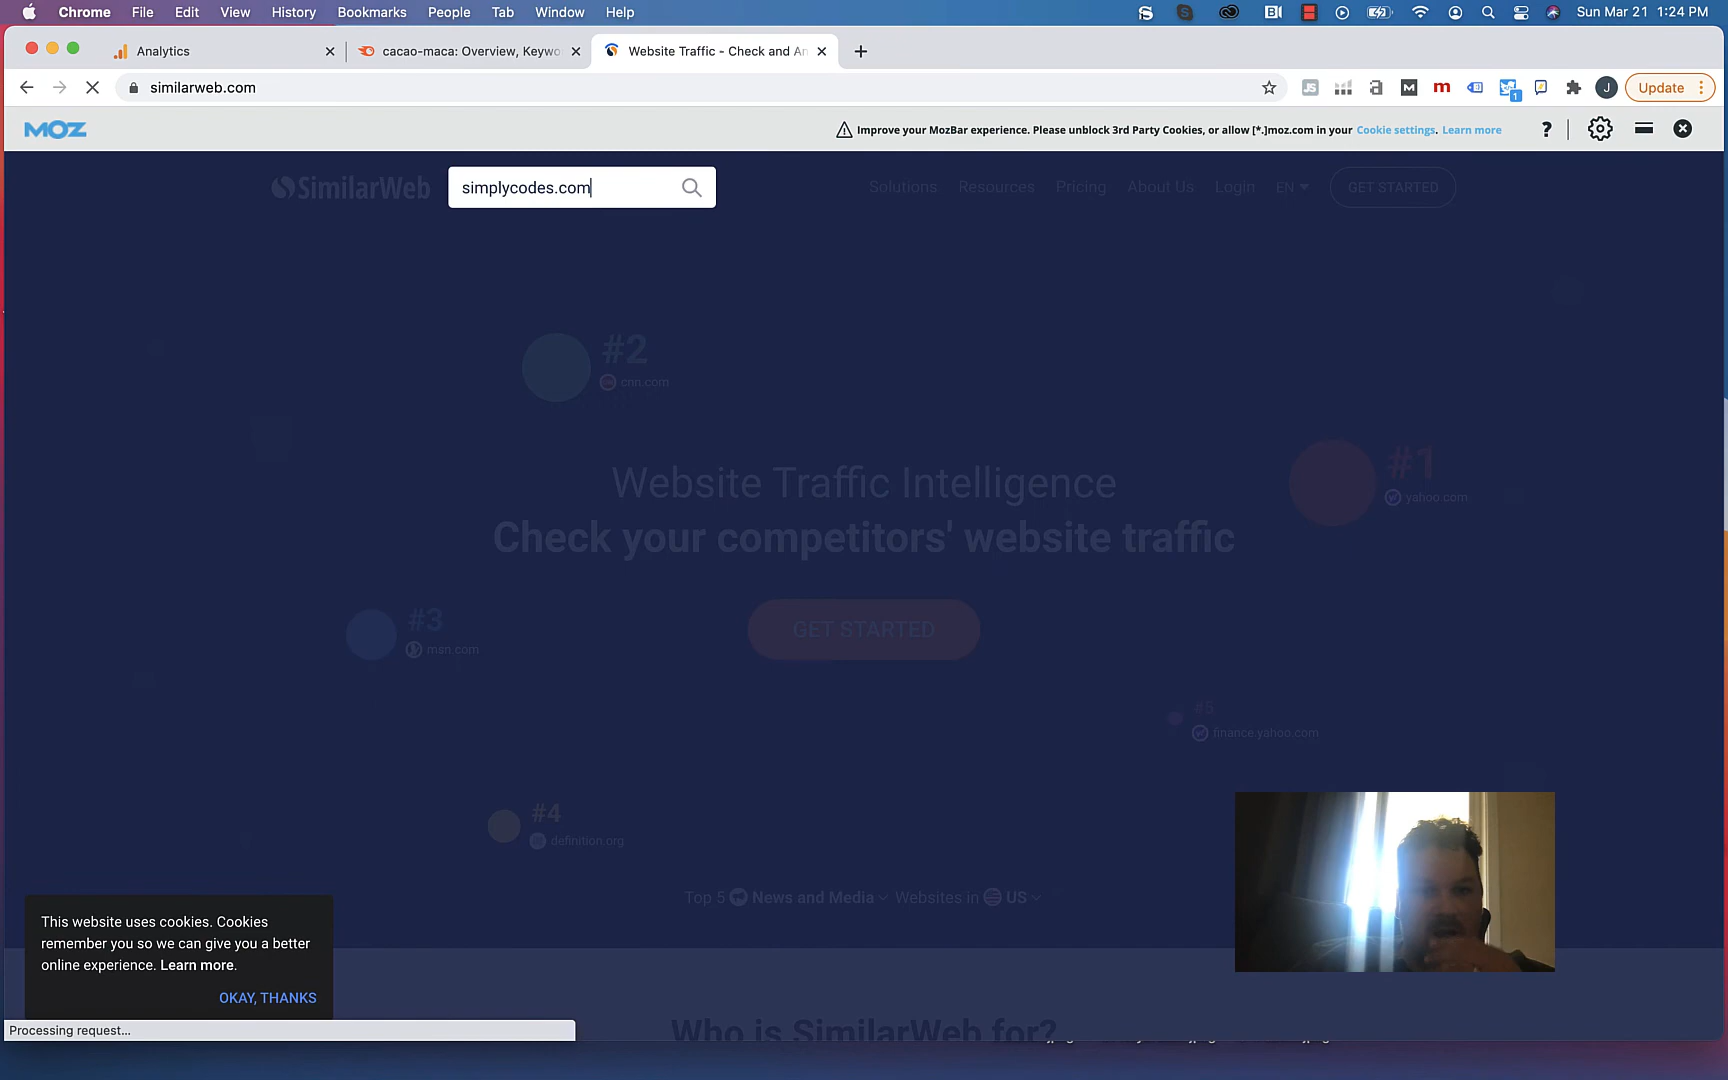 Chrome File Edit View History Bookmarks People Tab Window Help
Sun Mar 21 1:24 PM
Analytics
cacao-maca: Overview, Keywo
Website Traffic - Check and An
similarweb.com
Update
MOZ
Improve your MozBar experience. Please unblock 3rd Party Cookies, or allow [*.]moz.com in your Cookie settings. Learn more
SimilarWeb
simplycodes.com
Solutions Resources Pricing About Us Login EN GET STARTED
#2
cnn.com
#1
yahoo.com
Website Traffic Intelligence
Check your competitors' website traffic
#3
msn.com
GET STARTED
#5
finance.yahoo.com
#4
definition.org
Top 5 News and Media Websites in US
This website uses cookies. Cookies
remember you so we can give you a better
online experience. Learn more.
OKAY, THANKS
Processing request...
Who is SimilarWeb for?